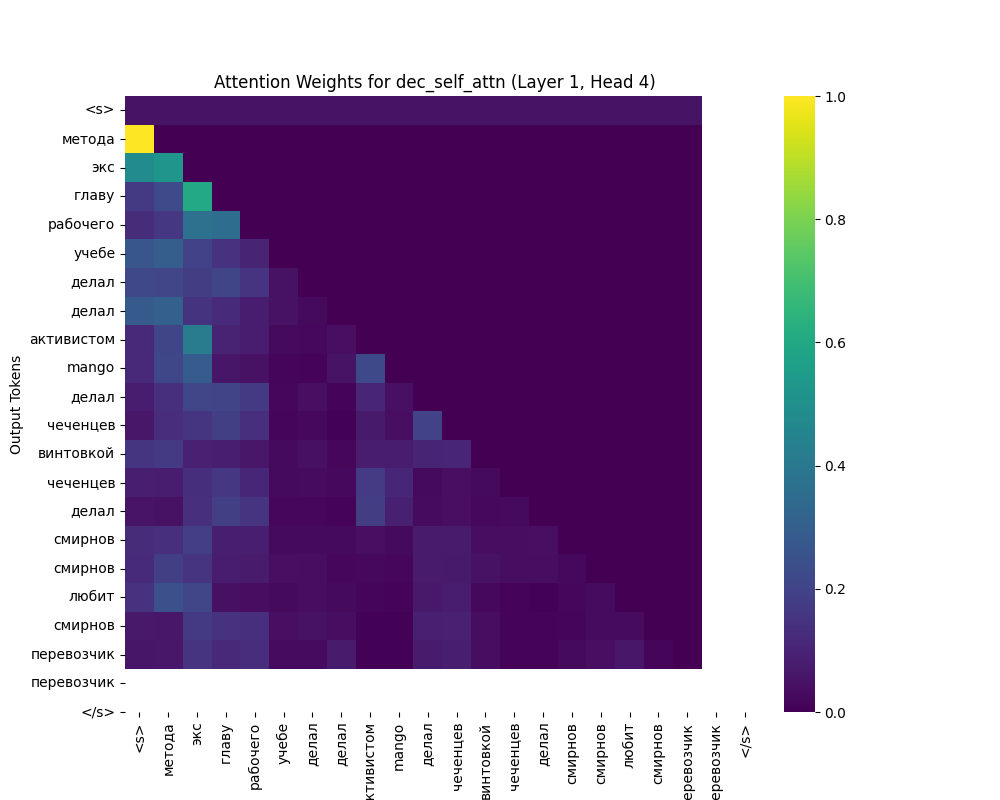 Attention Weights for dec_self_attn (Layer 1, Head 4)
Output Tokens
<s>
метода
экс
главу
рабочего
учебе
делал
делал
активистом
mango
делал
чеченцев
винтовкой
чеченцев
делал
смирнов
смирнов
любит
смирнов
перевозчик
перевозчик
</s>
<s>
метода
экс
главу
рабочего
учебе
делал
делал
ктивистом
mango
делал
чеченцев
винтовкой
чеченцев
делал
смирнов
смирнов
любит
смирнов
еревозчик
еревозчик
</s>
1.0
0.8
0.6
0.4
0.2
0.0